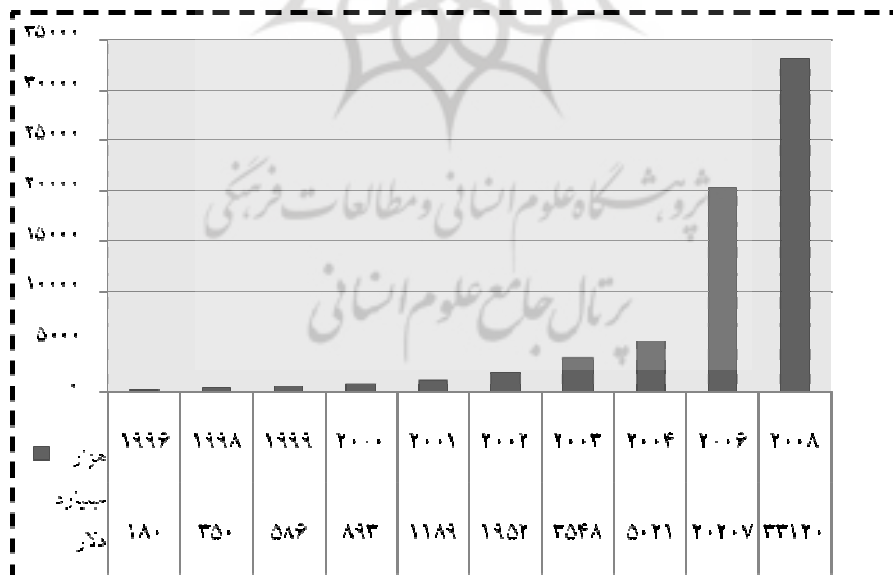 ۳۵۰۰۰
۳۰۰۰۰
۲۵۰۰۰
۲۰۰۰۰
۱۵۰۰۰
۱۰۰۰۰
۵۰۰۰
۰
پژوهشگاه علوم انسانی و مطالعات فرهنگی
پرتال جامع علوم انسانی
۱۹۹۶ ۱۹۹۸ ۱۹۹۹ ۲۰۰۰ ۲۰۰۱ ۲۰۰۲ ۲۰۰۳ ۲۰۰۴ ۲۰۰۶ ۲۰۰۸
هزار
میلیارد
دلار
۱۸۰ ۳۵۰ ۵۸۶ ۸۹۳ ۱۱۸۹ ۱۹۵۲ ۳۵۴۸ ۵۰۲۱ ۲۰۲۰۷ ۳۳۱۲۰